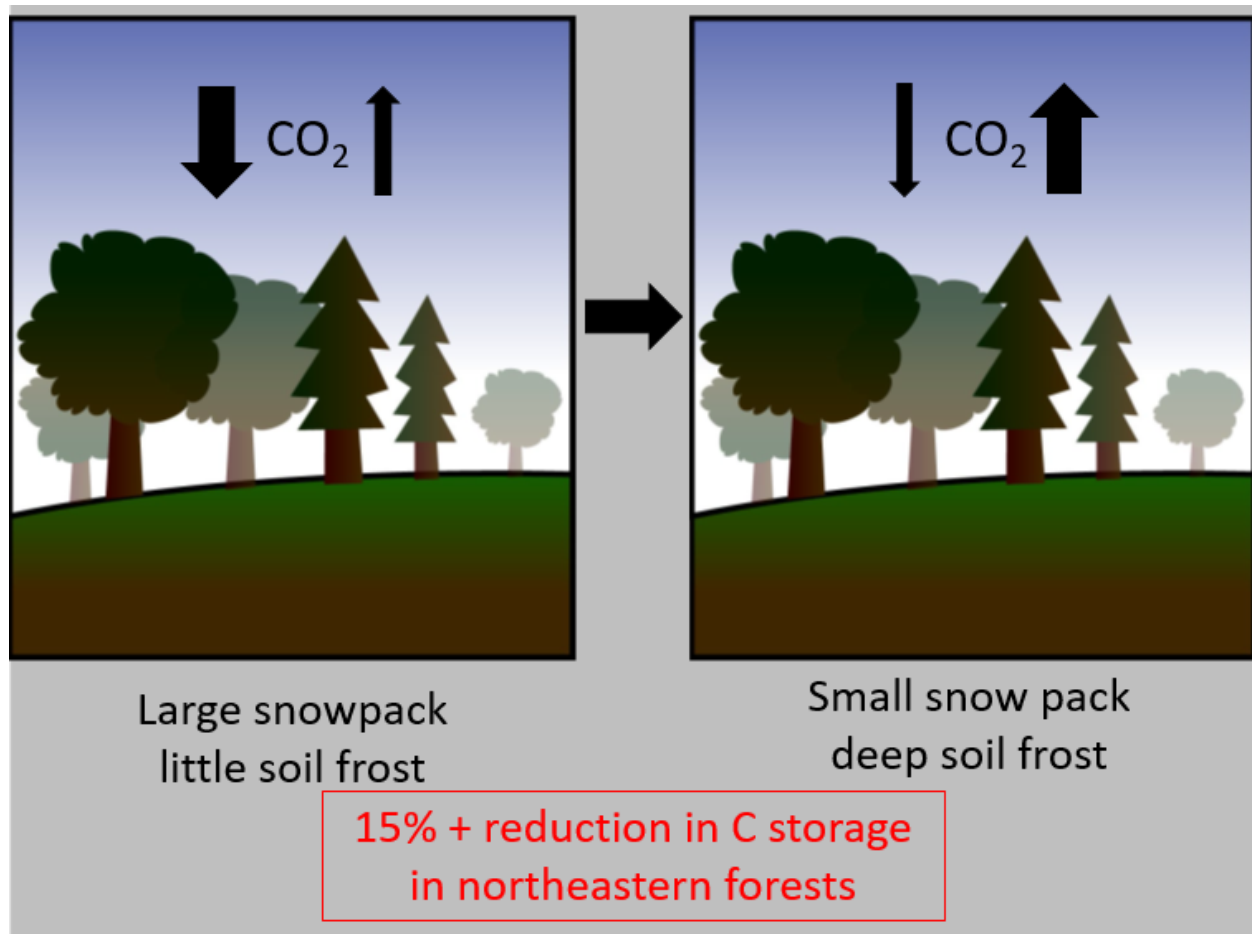 CO₂
CO₂
Large snowpack
little soil frost
Small snow pack
deep soil frost
15% + reduction in C storage
in northeastern forests